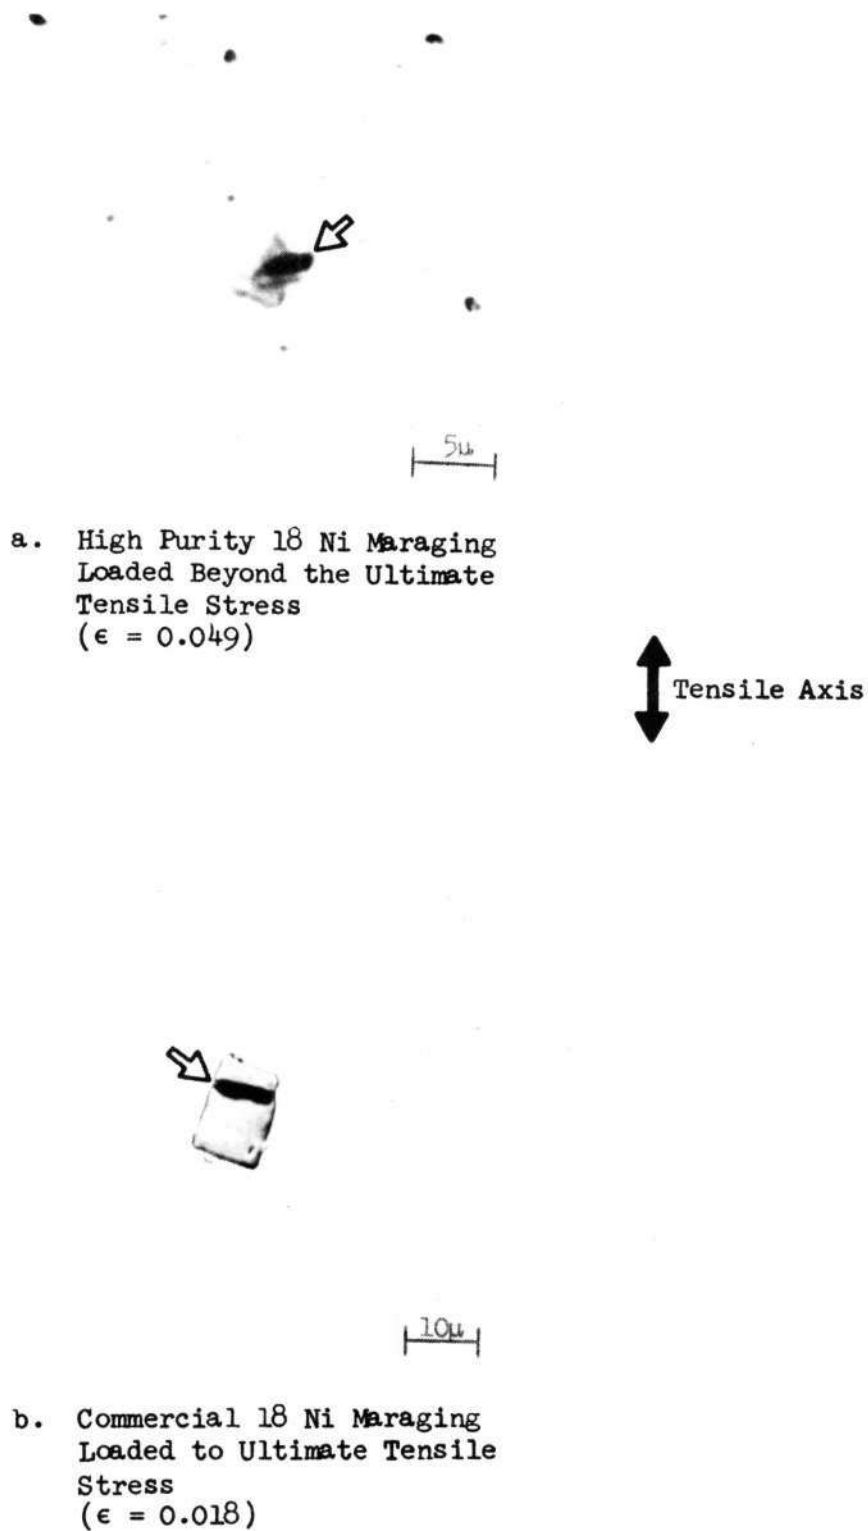 5μ
a. High Purity 18 Ni Maraging
Loaded Beyond the Ultimate
Tensile Stress
(ϵ = 0.049)
Tensile Axis
10μ
b. Commercial 18 Ni Maraging
Loaded to Ultimate Tensile
Stress
(ϵ = 0.018)